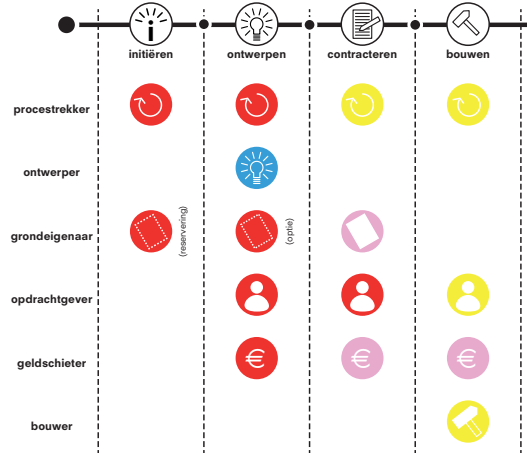 initiëren
ontwerpen
contracteren
bouwen
procestrekker
ontwerper
grondeigenaar
(reservering)
(optie)
opdrachtgever
geldschieter
€
€
€
bouwer